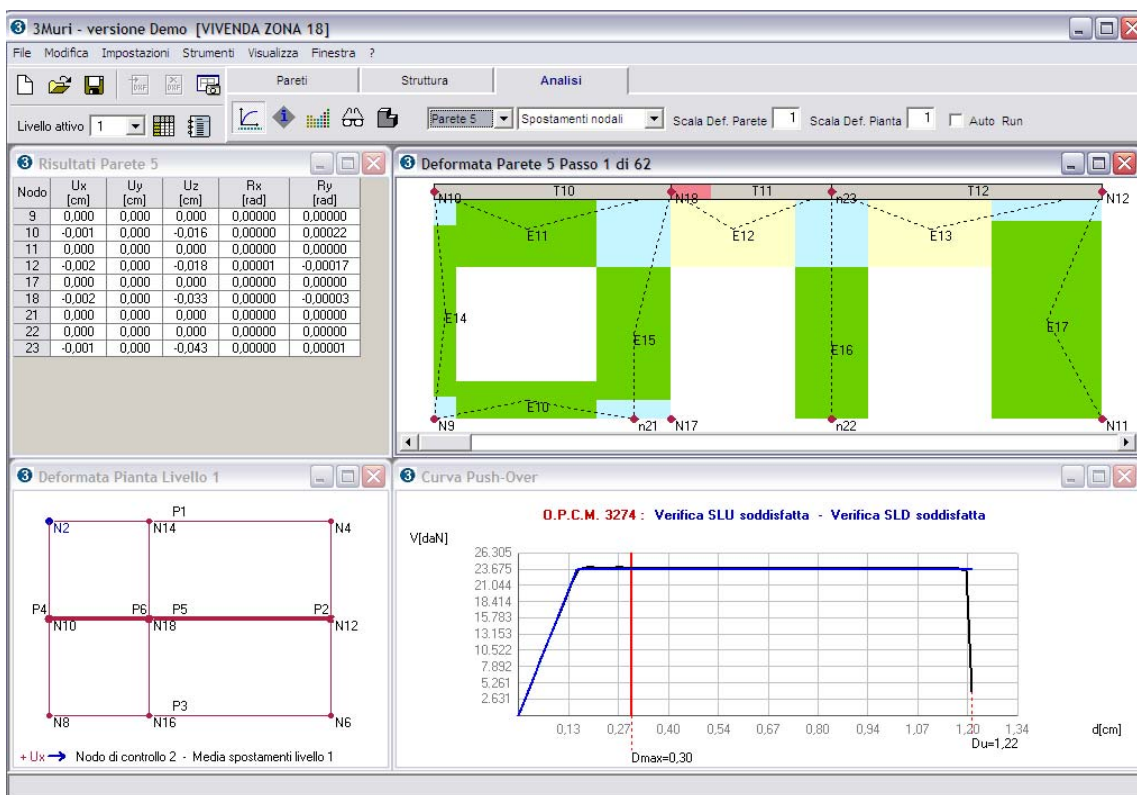 3Muri - versione Demo [VIVENDA ZONA 18]
File Modifica Impostazioni Strumenti Visualizza Finestra ?
Pareti Struttura Analisi
Livello attivo 1 Parete 5 Spostamenti nodali Scala Def. Parete 1 Scala Def. Pianta 1 Auto Run
Risultati Parete 5
Nodo Ux [cm] Uy [cm] Uz [cm] Rx [rad] Ry [rad]
9 0,000 0,000 0,000 0,00000 0,00000
10 -0,001 0,000 -0,016 0,00000 0,00022
11 0,000 0,000 0,000 0,00000 0,00000
12 -0,002 0,000 -0,018 0,00001 -0,00017
17 0,000 0,000 0,000 0,00000 0,00000
18 -0,002 0,000 -0,033 0,00000 -0,00003
21 0,000 0,000 0,000 0,00000 0,00000
22 0,000 0,000 0,000 0,00000 0,00000
23 -0,001 0,000 -0,043 0,00000 0,00001
Deformata Parete 5 Passo 1 di 62
T10 T11 T12
N10 N18 n23 N12
E11 E12 E13
E14 E15 E16 E17
E10
N9 n21 N17 n22 N11
Deformata Pianta Livello 1
P1
N2 N14 N4
P4 P6 P5 P2
N10 N18 N12
P3
N8 N16 N6
+ Ux Nodo di controllo 2 - Media spostamenti livello 1
Curva Push-Over
O.P.C.M. 3274 : Verifica SLU soddisfatta - Verifica SLD soddisfatta
V[daN]
26.305
23.675
21.044
18.414
15.783
13.153
10.522
7.892
5.261
2.631
0,13 0,27 0,40 0,54 0,67 0,80 0,94 1,07 1,20 1,34 d[cm]
Dmax=0,30 Du=1,22